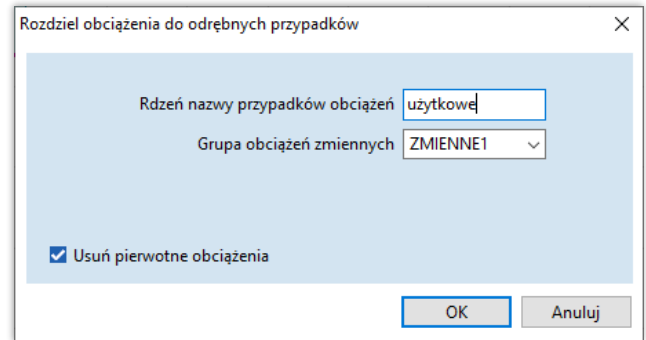 Rozdziel obciążenia do odrębnych przypadków
Rdzeń nazwy przypadków obciążeń użytkowe
Grupa obciążeń zmiennych ZMIENNE1
Usuń pierwotne obciążenia
OK Anuluj